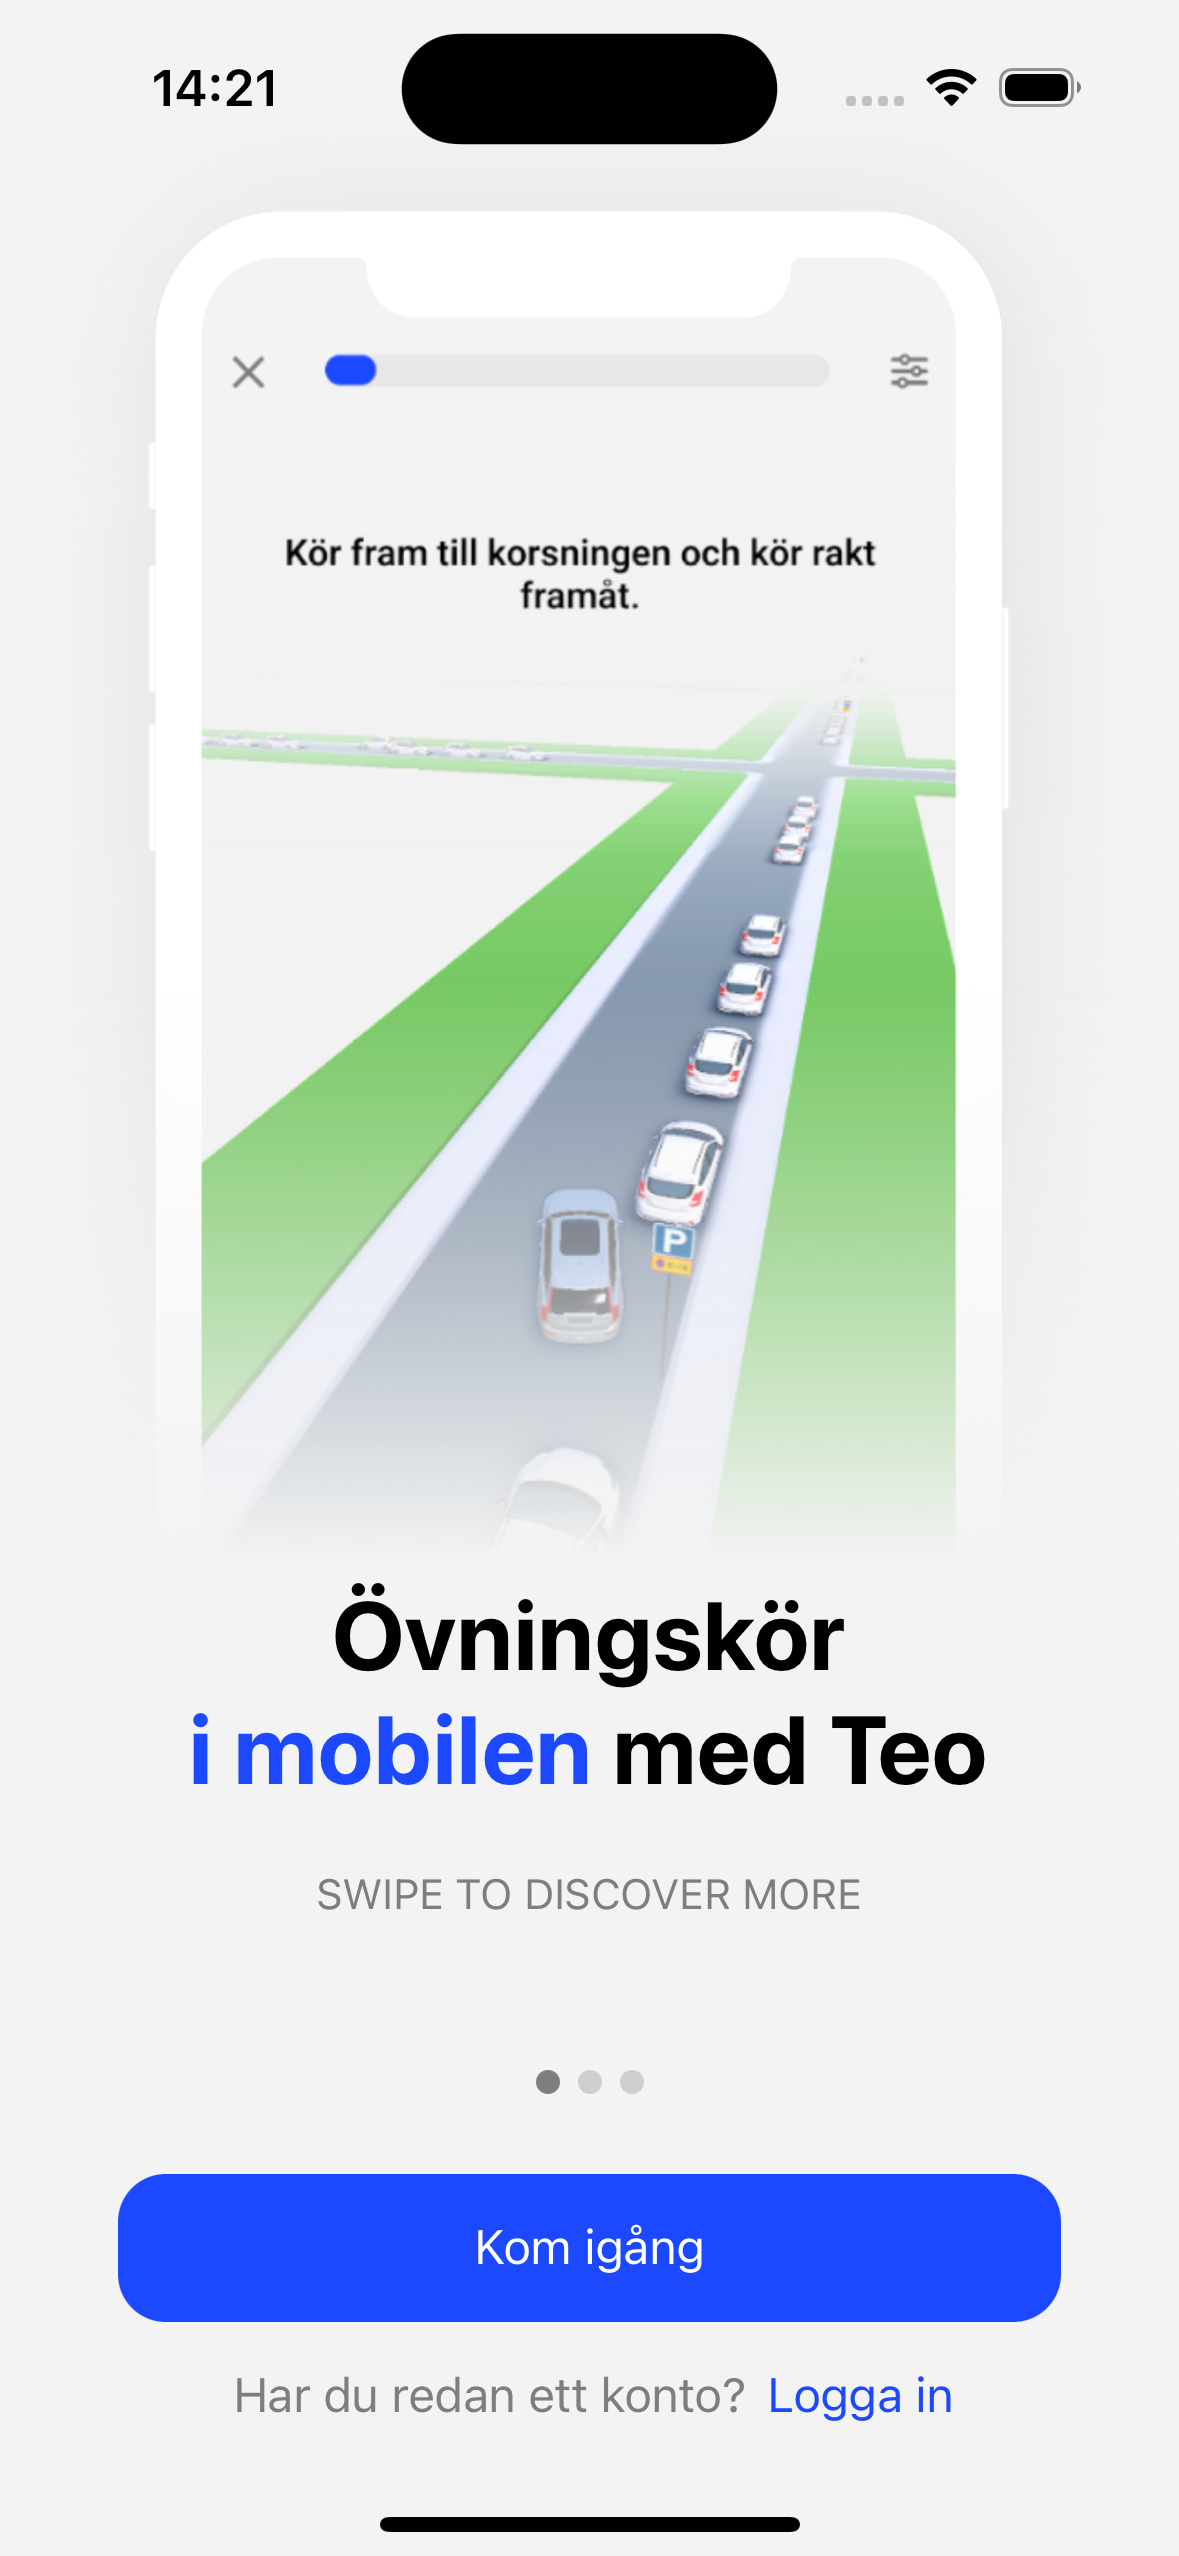 14:21
Kör fram till korsningen och kör rakt
framåt.
P
Övningskör
i mobilen med Teo
SWIPE TO DISCOVER MORE
Kom igång
Har du redan ett konto? Logga in